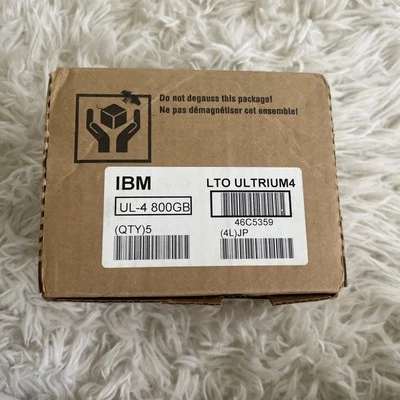 Do not degauss this package!
Ne pas démagnétiser cet ensemble!
IBM
LTO ULTRIUM4
UL-4 800GB
46C5359
(QTY)5
(4L)JP